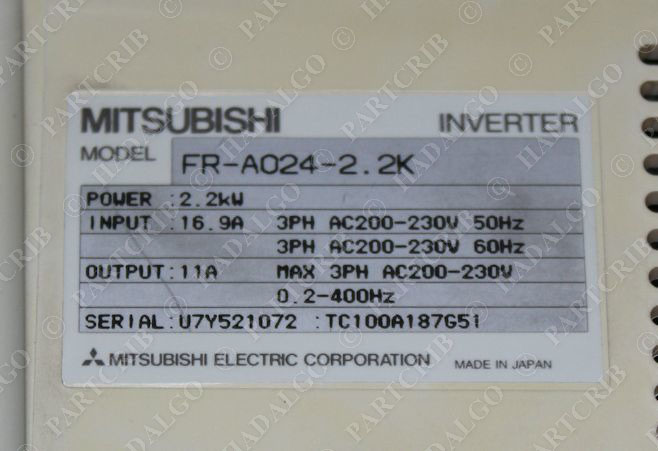 MITSUBISHI INVERTER
MODEL FR-A024-2.2K
POWER :2.2kW
INPUT :16.9A 3PH AC200-230V 50Hz
3PH AC200-230V 60Hz
OUTPUT:11A MAX 3PH AC200-230V
0.2-400Hz
SERIAL:U7Y521072 :TC100A187G51
MITSUBISHI ELECTRIC CORPORATION MADE IN JAPAN
© PARTCRIB © HADALGO